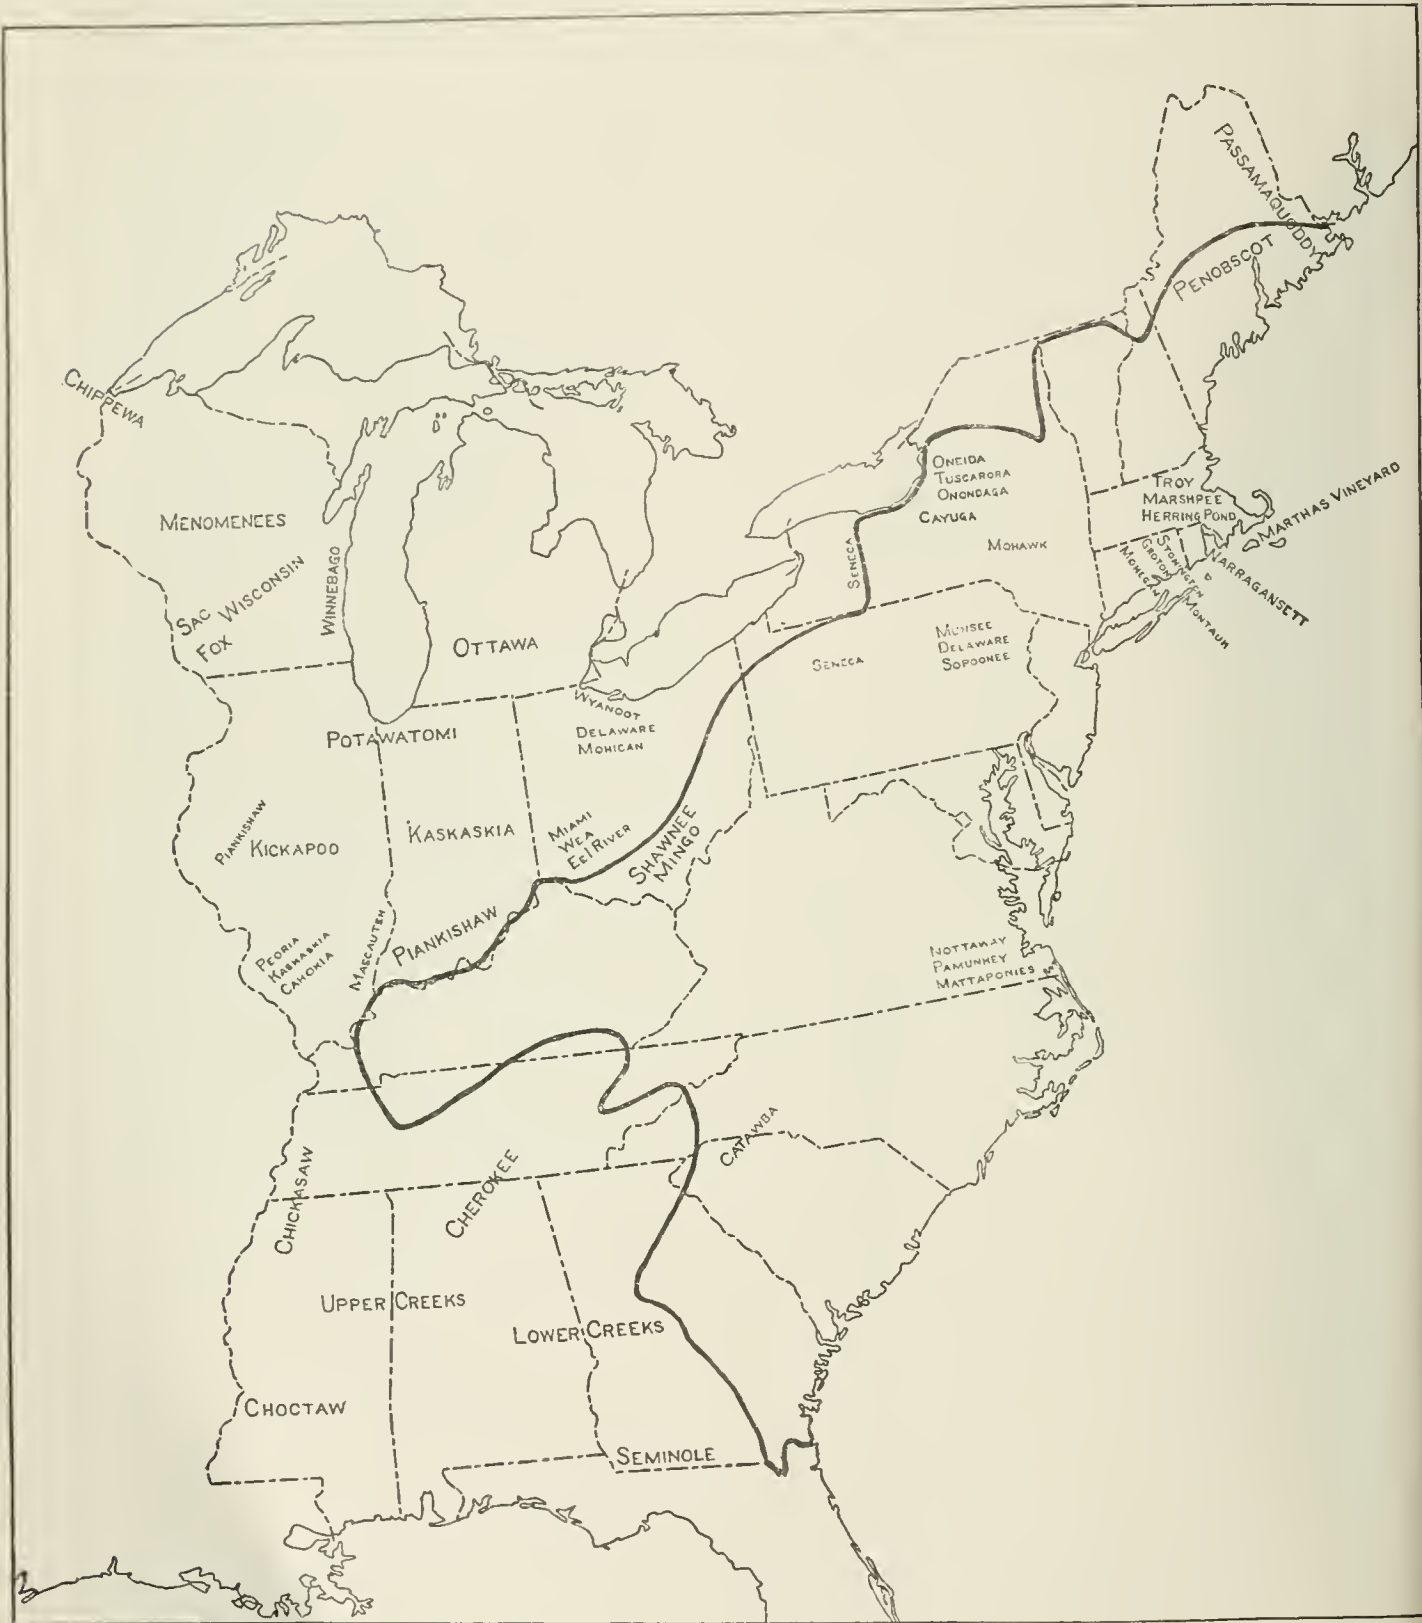 PASSAMAQUODDY
PENOBSCOT
CHIPPEWA
ONEIDA
TUSCARORA
ONONDAGA
CAYUGA
MOHAWK
SENECA
TROY
MARSHPEE
HERRING POND
MARTHAS VINEYARD
NARRAGANSETT
STONINGTON
GROTON
MOHEGAN
MONTAUK
MENOMENEES
WINNEBAGO
SAC
FOX
WISCONSIN
OTTAWA
SENECA
MUNSEE
DELAWARE
SOPOONEE
WYANDOT
DELAWARE
MOHICAN
POTAWATOMI
PIANKISHAW
KICKAPOO
KASKASKIA
MIAMI
WEA
EEL RIVER
SHAWNEE
MINGO
PIANKISHAW
MASCAUTEN
PEORIA
KASKASKIA
CAHOKIA
NOTTAWAY
PAMUNKEY
MATTAPONIES
CATAWBA
CHICKASAW
CHEROKEE
UPPER CREEKS
LOWER CREEKS
CHOCTAW
SEMINOLE